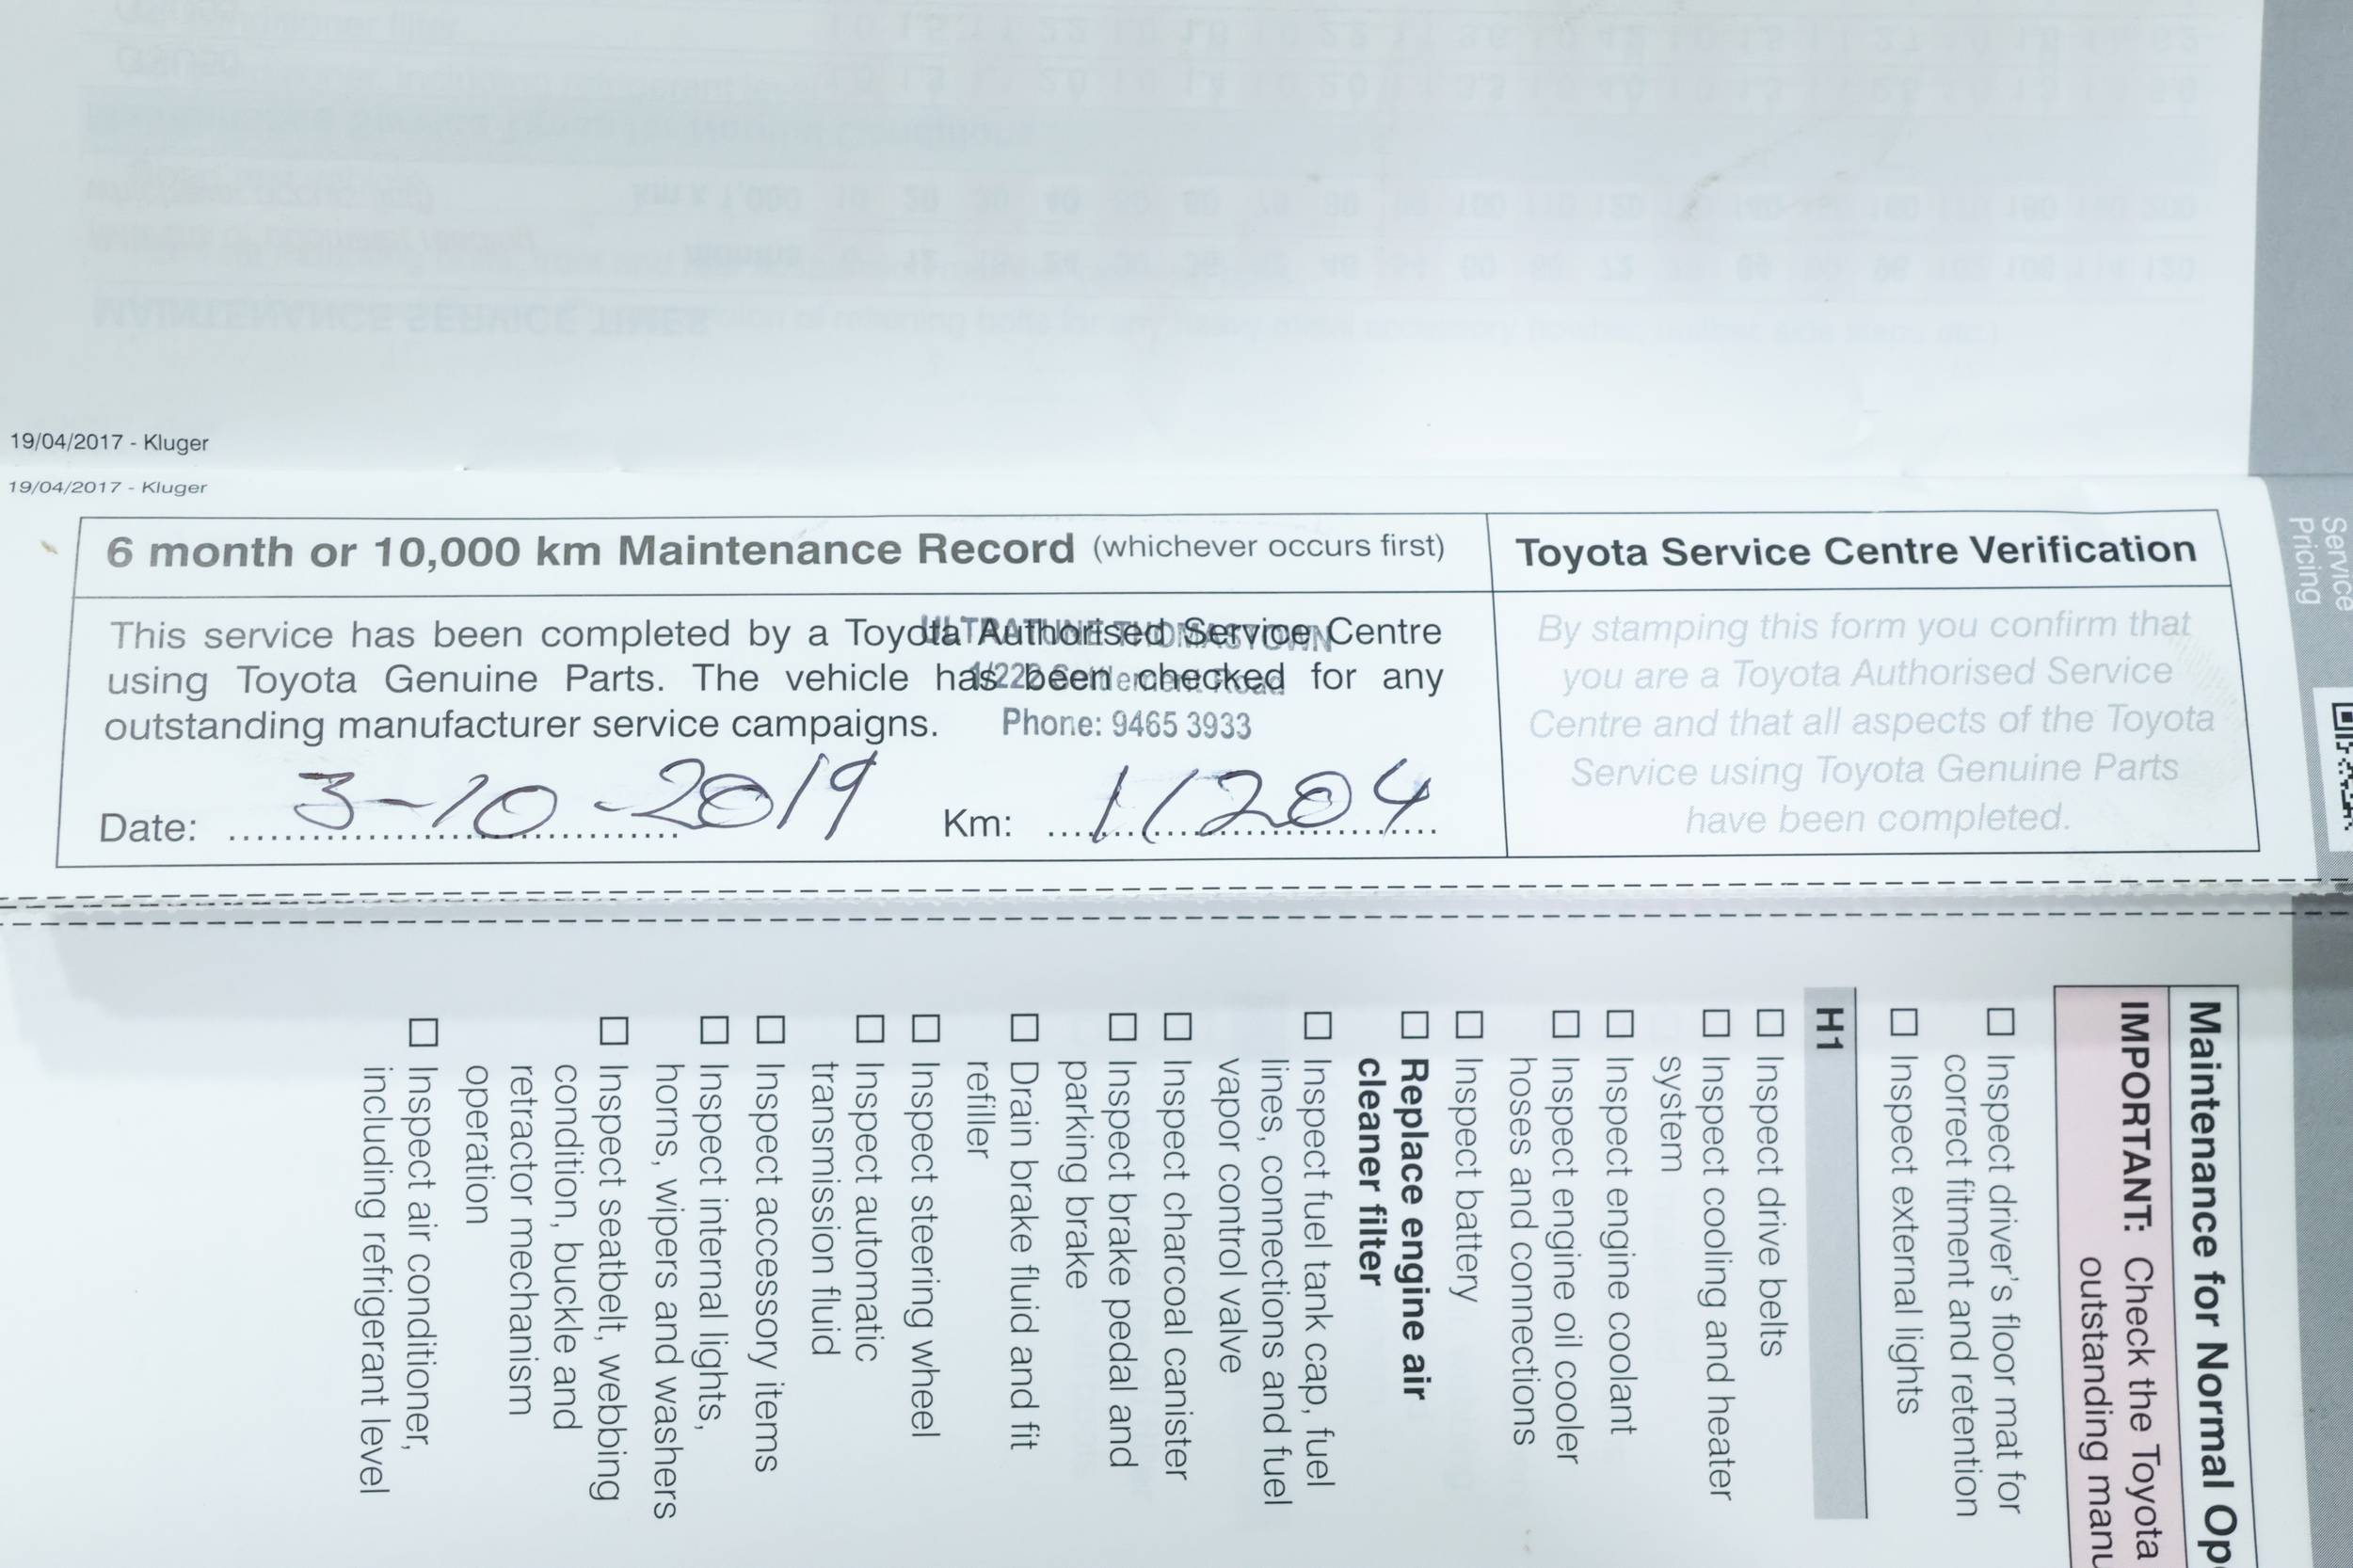 19/04/2017 - Kluger
19/04/2017 - Kluger
6 month or 10,000 km Maintenance Record (whichever occurs first)
This service has been completed by a Toyota Authorised Service Centre
using Toyota Genuine Parts. The vehicle has been checked for any
outstanding manufacturer service campaigns.
ULTRATUNE THOMASTOWN
1/222 Settlement Road
Phone: 9465 3933
Date: 3-10-2019
Km: 11204
Toyota Service Centre Verification
By stamping this form you confirm that
you are a Toyota Authorised Service
Centre and that all aspects of the Toyota
Service using Toyota Genuine Parts
have been completed.
Service
Pricing
Maintenance for Normal Op
IMPORTANT: Check the Toyota
outstanding manu
Inspect driver's floor mat for
correct fitment and retention
Inspect external lights
H1
Inspect drive belts
Inspect cooling and heater
system
Inspect engine coolant
Inspect engine oil cooler
hoses and connections
Inspect battery
Replace engine air
cleaner filter
Inspect fuel tank cap, fuel
lines, connections and fuel
vapor control valve
Inspect charcoal canister
Inspect brake pedal and
parking brake
Drain brake fluid and fit
refiller
Inspect steering wheel
Inspect automatic
transmission fluid
Inspect accessory items
Inspect internal lights,
horns, wipers and washers
Inspect seatbelt, webbing
condition, buckle and
retractor mechanism
operation
Inspect air conditioner,
including refrigerant level